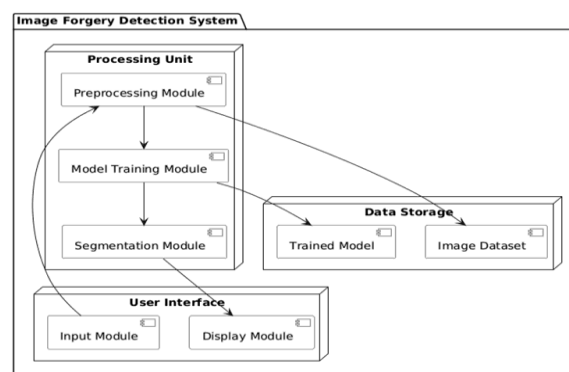 Image Forgery Detection System
Processing Unit
Preprocessing Module
Model Training Module
Segmentation Module
Data Storage
Trained Model
Image Dataset
User Interface
Input Module
Display Module